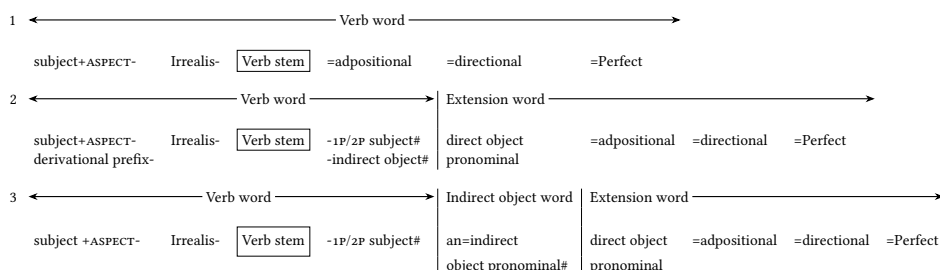 1 Verb word
subject+ASPECT- Irrealis- Verb stem =adpositional =directional =Perfect
2 Verb word Extension word
subject+ASPECT- Irrealis- Verb stem -1P/2P subject# direct object =adpositional =directional =Perfect
derivational prefix- -indirect object# pronominal
3 Verb word Indirect object word Extension word
subject +ASPECT- Irrealis- Verb stem -1P/2P subject# an=indirect direct object =adpositional =directional =Perfect
object pronominal# pronominal